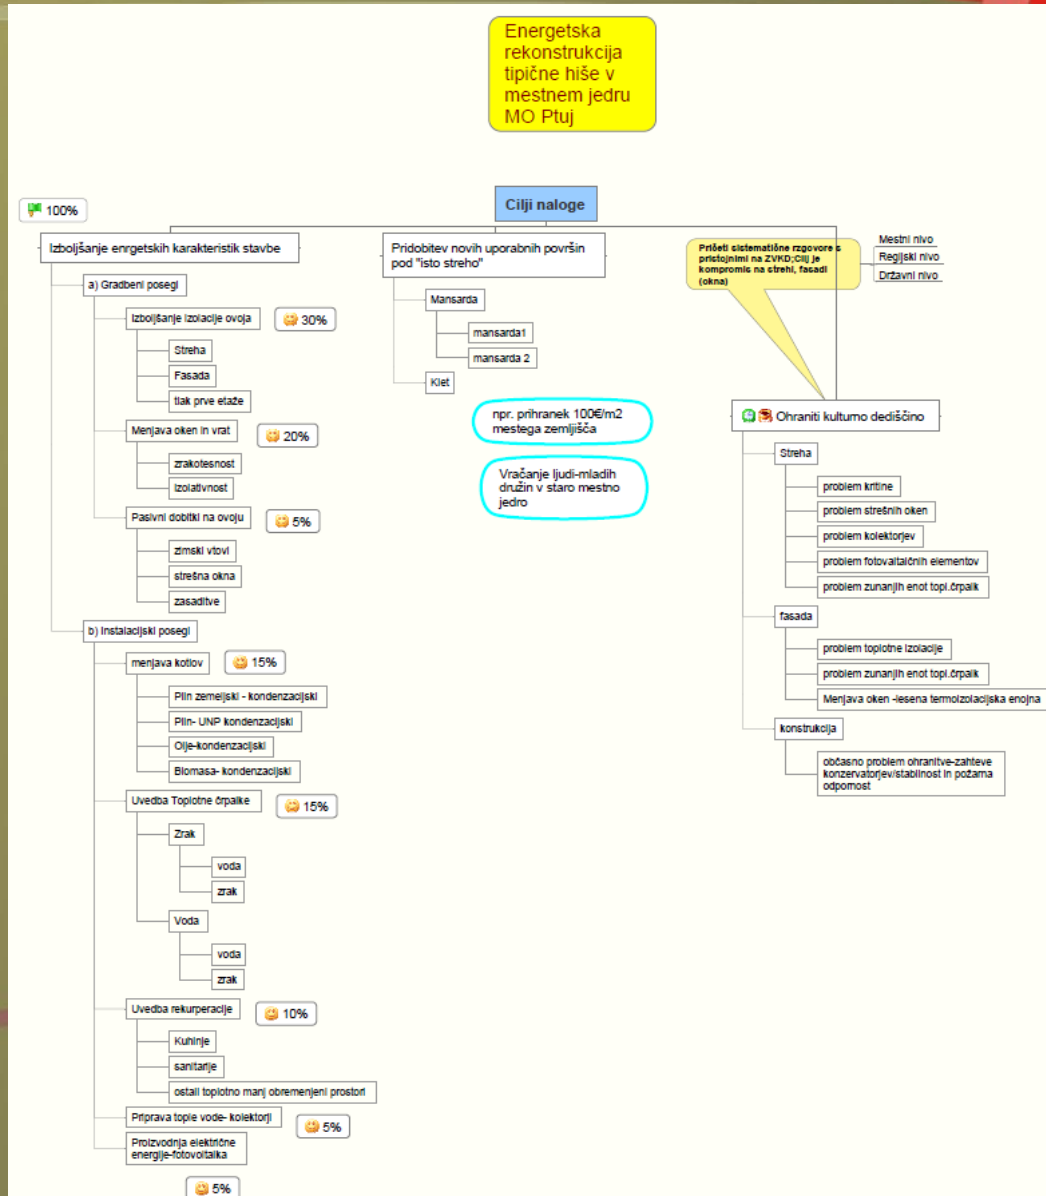 Energetska
rekonstrukcija
tipične hiše v
mestnem jedru
MO Ptuj
Cilji naloge
100%
Izboljšanje enrgetskih karakteristik stavbe
a) Gradbeni posegi
Izboljšanje izolacije ovoja
30%
Streha
Fasada
tlak prve etaže
Menjava oken in vrat
20%
zrakotesnost
Izolativnost
Pasivni dobitki na ovoju
5%
zimski vtovi
strešna okna
zasaditve
b) Instalacijski posegi
menjava kotlov
15%
Plin zemeljski - kondenzacijski
Plin- UNP kondenzacijski
Olje-kondenzacijski
Biomasa- kondenzacijski
Uvedba Toplotne črpalke
15%
Zrak
voda
zrak
Voda
voda
zrak
Uvedba rekurperacije
10%
Kuhinje
sanitarije
ostali toplotno manj obremenjeni prostori
Priprava tople vode- kolektorji
5%
Proizvodnja električne
energije-fotovoltaika
5%
Pridobitev novih uporabnih površin
pod "isto streho"
Mansarda
mansarda1
mansarda 2
Klet
npr. prihranek 100€/m2
mestega zemljišča
Vračanje ljudi-mladih
družin v staro mestno
jedro
Pričeti sistematične rzgovore s
pristojnimi na ZVKD;Cilj je
kompromis na strehi, fasadi
(okna)
Mestni nivo
Regijski nivo
Državni nivo
Ohraniti kulturno dediščino
Streha
problem kritine
problem strešnih oken
problem kolektorjev
problem fotovaltaičnih elementov
problem zunanjih enot topl.črpalk
fasada
problem toplotne izolacije
problem zunanjih enot topl.črpalk
Menjava oken -lesena termoizolacijska enojna
konstrukcija
občasno problem ohranitve-zahteve
konzervatorjev/stabilnost in požarna
odpornost